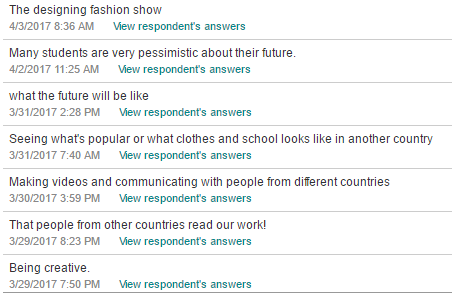 The designing fashion show
4/3/2017 8:36 AM View respondent's answers
Many students are very pessimistic about their future.
4/2/2017 11:25 AM View respondent's answers
what the future will be like
3/31/2017 2:28 PM View respondent's answers
Seeing what's popular or what clothes and school looks like in another country
3/31/2017 7:40 AM View respondent's answers
Making videos and communicating with people from different countries
3/30/2017 3:59 PM View respondent's answers
That people from other countries read our work!
3/29/2017 8:23 PM View respondent's answers
Being creative.
3/29/2017 7:50 PM View respondent's answers